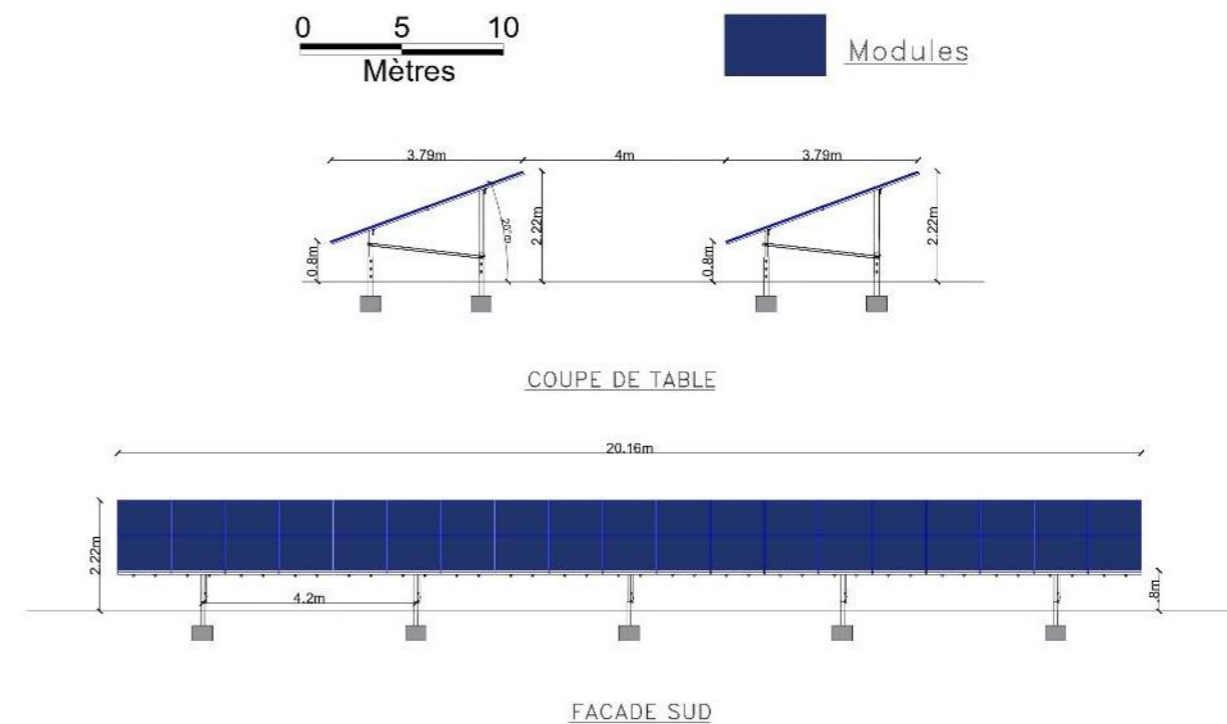 0 5 10
Mètres
Modules
3.79m 4m 3.79m
0.8m 2.22m 0.8m 2.22m
COUPE DE TABLE
20.16m
2.22m
4.2m
.8m
FACADE SUD